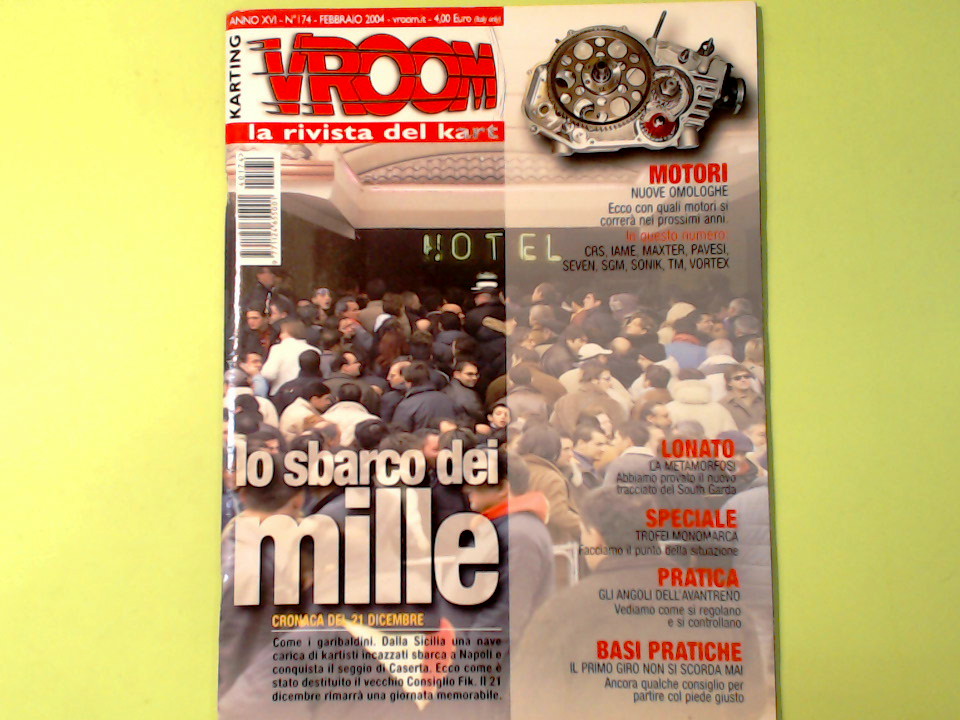 ANNO XVI - N°174 - FEBBRAIO 2004 - vroom.it - 4,00 Euro (Italy only)
KARTING
VROOM
la rivista del kart
MOTORI
NUOVE OMOLOGHE
Ecco con quali motori si
correrà nei prossimi anni.
In questo numero:
CRS, IAME, MAXTER, PAVESI,
SEVEN, SGM, SONIK, TM, VORTEX
HOTEL
lo sbarco dei
mille
CRONACA DEL 21 DICEMBRE
Come i garibaldini. Dalla Sicilia una nave
carica di kartisti incazzati sbarca a Napoli e
conquista il seggio di Caserta. Ecco come è
stato destituito il vecchio Consiglio Fik. Il 21
dicembre rimarrà una giornata memorabile.
LONATO
LA METAMORFOSI
Abbiamo provato il nuovo
tracciato del South Garda
SPECIALE
TROFEI MONOMARCA
Facciamo il punto della situazione
PRATICA
GLI ANGOLI DELL'AVANTRENO
Vediamo come si regolano
e si controllano
BASI PRATICHE
IL PRIMO GIRO NON SI SCORDA MAI
Ancora qualche consiglio per
partire col piede giusto